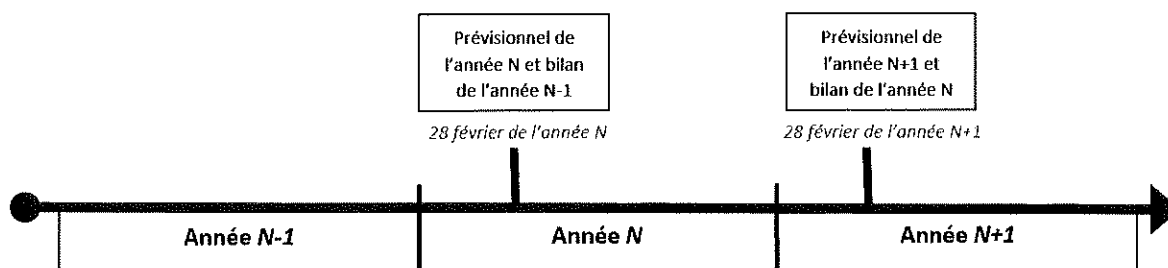 Prévisionnel de
l'année N et bilan
de l'année N-1
28 février de l'année N
Prévisionnel de
l'année N+1 et
bilan de l'année N
28 février de l'année N+1
Année N-1
Année N
Année N+1